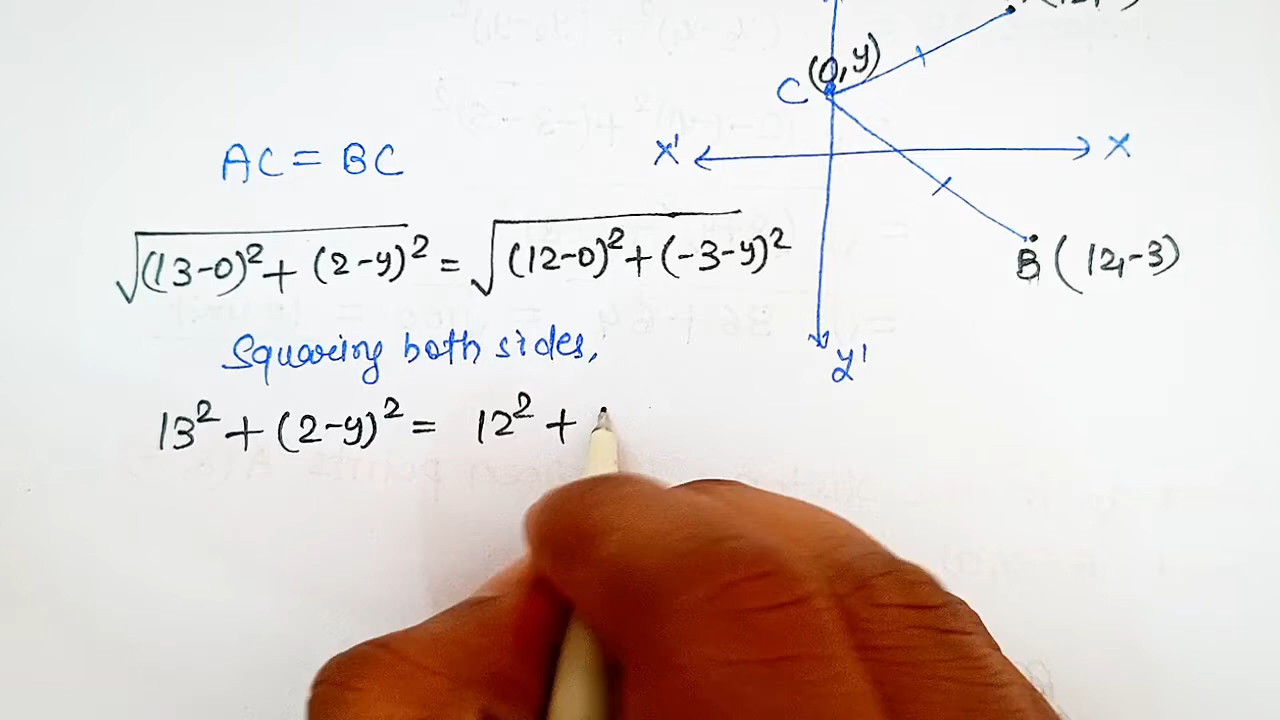 C (0,y)
AC = BC
X' X
√(13-0)² + (2-y)² = √(12-0)² + (-3-y)²
B (12,-3)
Squaring both sides,
y'
13² + (2-y)² = 12² +